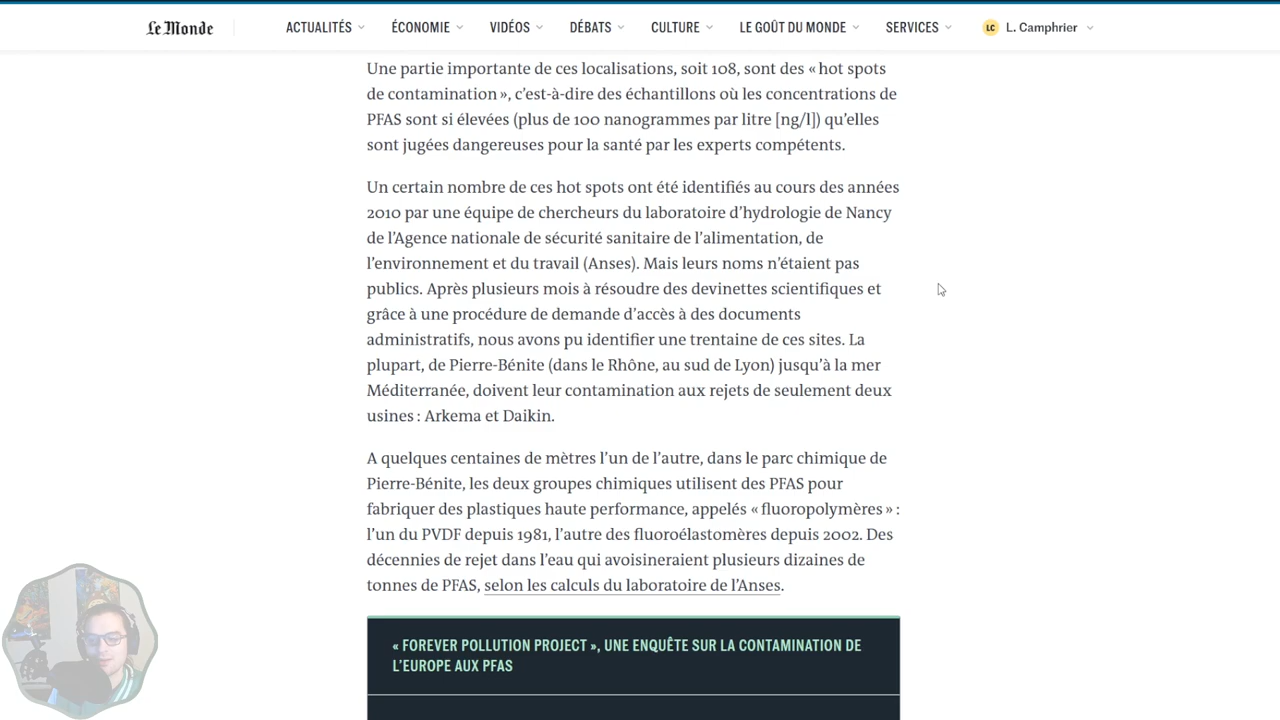 Le Monde
ACTUALITÉS
ÉCONOMIE
VIDÉOS
DÉBATS
CULTURE
LE GOÛT DU MONDE
SERVICES
LC
L. Camphrier
Une partie importante de ces localisations, soit 108, sont des « hot spots
de contamination », c’est-à-dire des échantillons où les concentrations de
PFAS sont si élevées (plus de 100 nanogrammes par litre [ng/l]) qu’elles
sont jugées dangereuses pour la santé par les experts compétents.
Un certain nombre de ces hot spots ont été identifiés au cours des années
2010 par une équipe de chercheurs du laboratoire d’hydrologie de Nancy
de l’Agence nationale de sécurité sanitaire de l’alimentation, de
l’environnement et du travail (Anses). Mais leurs noms n’étaient pas
publics. Après plusieurs mois à résoudre des devinettes scientifiques et
grâce à une procédure de demande d’accès à des documents
administratifs, nous avons pu identifier une trentaine de ces sites. La
plupart, de Pierre-Bénite (dans le Rhône, au sud de Lyon) jusqu’à la mer
Méditerranée, doivent leur contamination aux rejets de seulement deux
usines : Arkema et Daikin.
A quelques centaines de mètres l’un de l’autre, dans le parc chimique de
Pierre-Bénite, les deux groupes chimiques utilisent des PFAS pour
fabriquer des plastiques haute performance, appelés « fluoropolymères » :
l’un du PVDF depuis 1981, l’autre des fluoroélastomères depuis 2002. Des
décennies de rejet dans l’eau qui avoisineraient plusieurs dizaines de
tonnes de PFAS, selon les calculs du laboratoire de l’Anses.
« FOREVER POLLUTION PROJECT », UNE ENQUÊTE SUR LA CONTAMINATION DE
L’EUROPE AUX PFAS